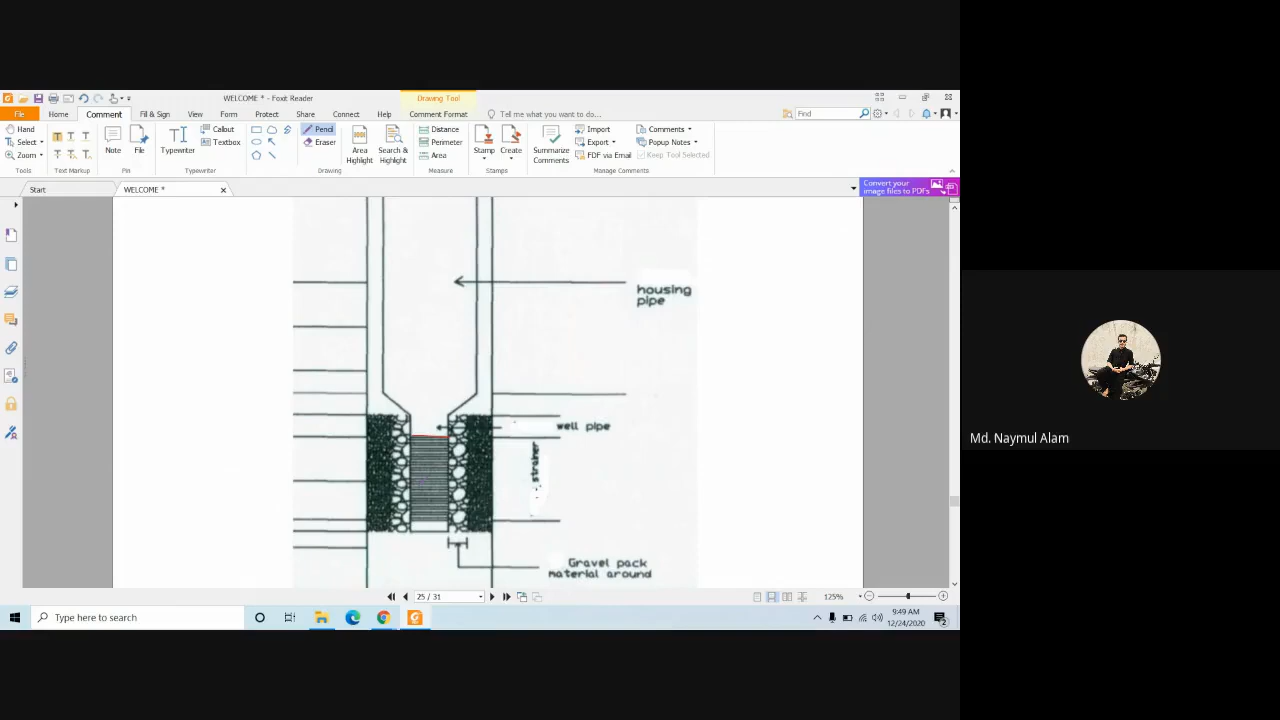 WELCOME * - Foxit Reader
Drawing Tool
File
Home
Comment
Fill & Sign
View
Form
Protect
Share
Connect
Help
Comment Format
Tell me what you want to do...
Find
Hand
Select
Zoom
Tools
Text Markup
Note
File
Pin
Typewriter
Callout
Textbox
Typewriter
Pencil
Eraser
Area Highlight
Search & Highlight
Drawing
Distance
Perimeter
Area
Measure
Stamp
Create
Stamps
Summarize Comments
Import
Export
FDF via Email
Comments
Popup Notes
Keep Tool Selected
Manage Comments
Start
WELCOME *
Convert your
image files to PDFs
housing
pipe
well pipe
strainer
Gravel pack
material around
Md. Naymul Alam
25 / 31
125%
Type here to search
9:49 AM
12/24/2020
2